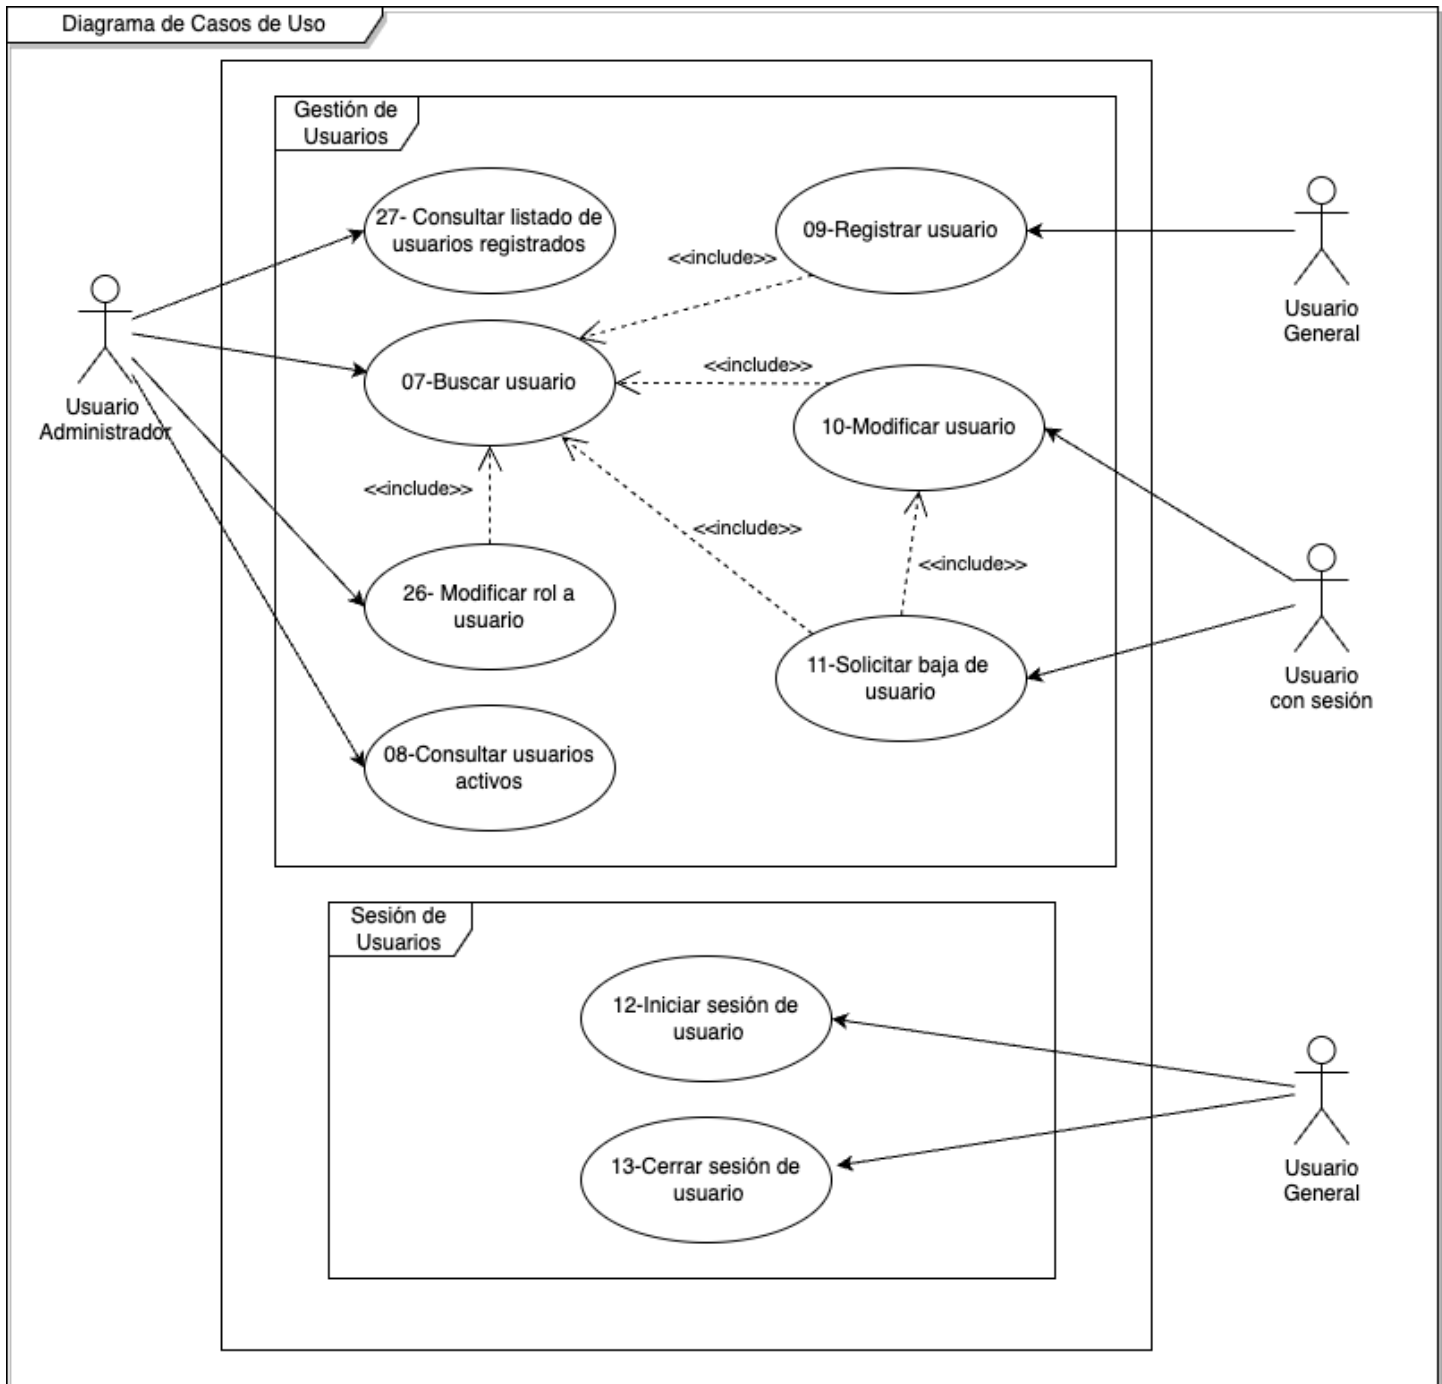 Diagrama de Casos de Uso
Gestión de
Usuarios
27- Consultar listado de
usuarios registrados
09-Registrar usuario
<<include>>
Usuario
General
Usuario
Administrador
07-Buscar usuario
<<include>>
10-Modificar usuario
<<include>>
<<include>>
<<include>>
26- Modificar rol a
usuario
11-Solicitar baja de
usuario
Usuario
con sesión
08-Consultar usuarios
activos
Sesión de
Usuarios
12-Iniciar sesión de
usuario
13-Cerrar sesión de
usuario
Usuario
General